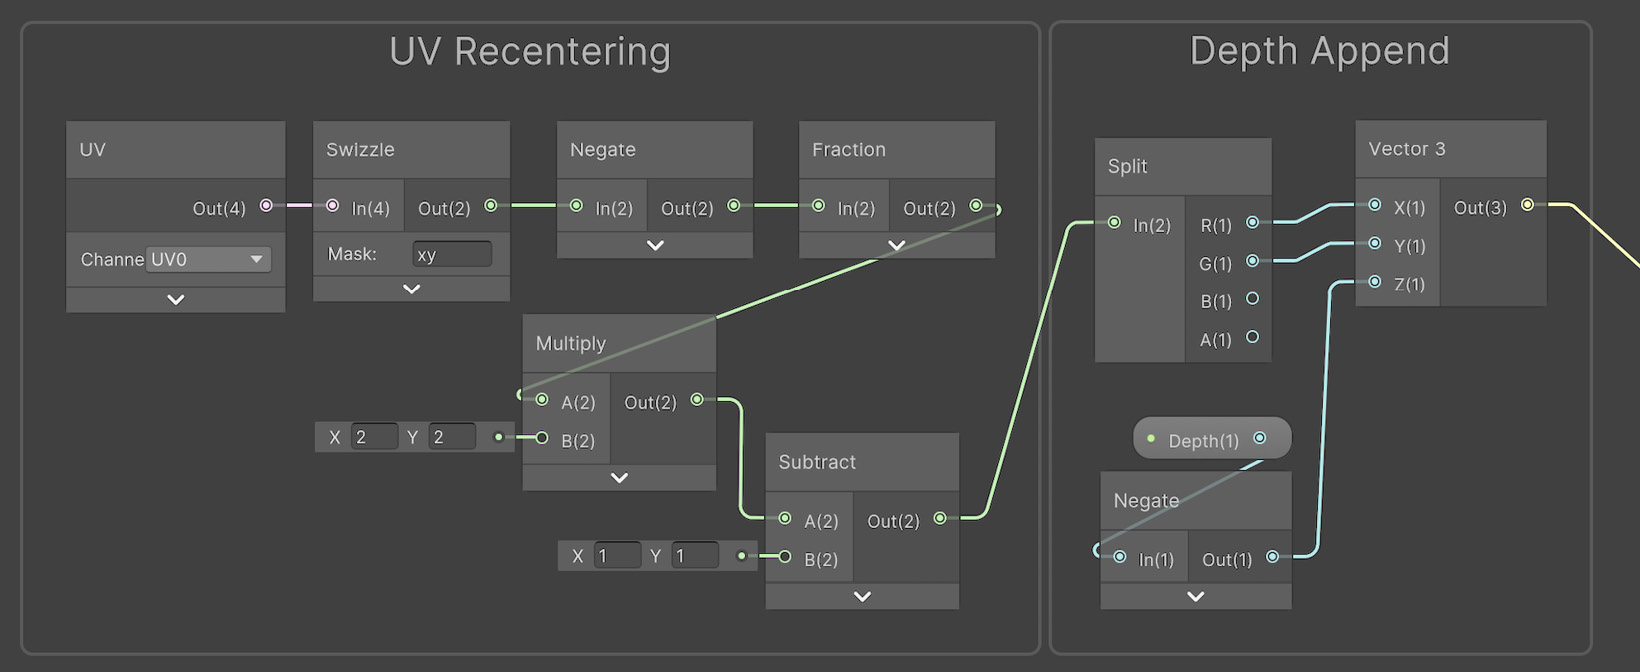 UV Recentering
UV
Out(4)
Channe UV0
Swizzle
In(4) Out(2)
Mask: xy
Negate
In(2) Out(2)
Fraction
In(2) Out(2)
Multiply
A(2) Out(2)
X 2 Y 2 B(2)
Subtract
A(2) Out(2)
X 1 Y 1 B(2)
Depth Append
Split
In(2) R(1)
G(1)
B(1)
A(1)
Vector 3
X(1) Out(3)
Y(1)
Z(1)
Depth(1)
Negate
In(1) Out(1)